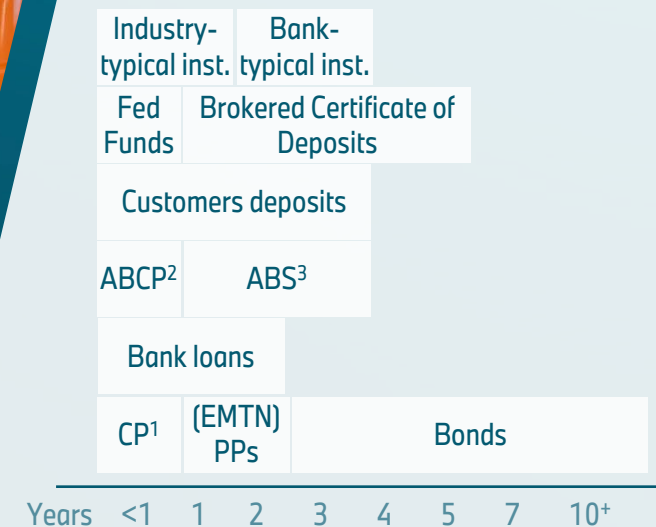 Industry-
typical inst.
Bank-
typical inst.
Fed
Funds
Brokered Certificate of
Deposits
Customers deposits
ABCP²
ABS³
Bank loans
CP¹
(EMTN)
PPs
Bonds
Years <1 1 2 3 4 5 7 10⁺